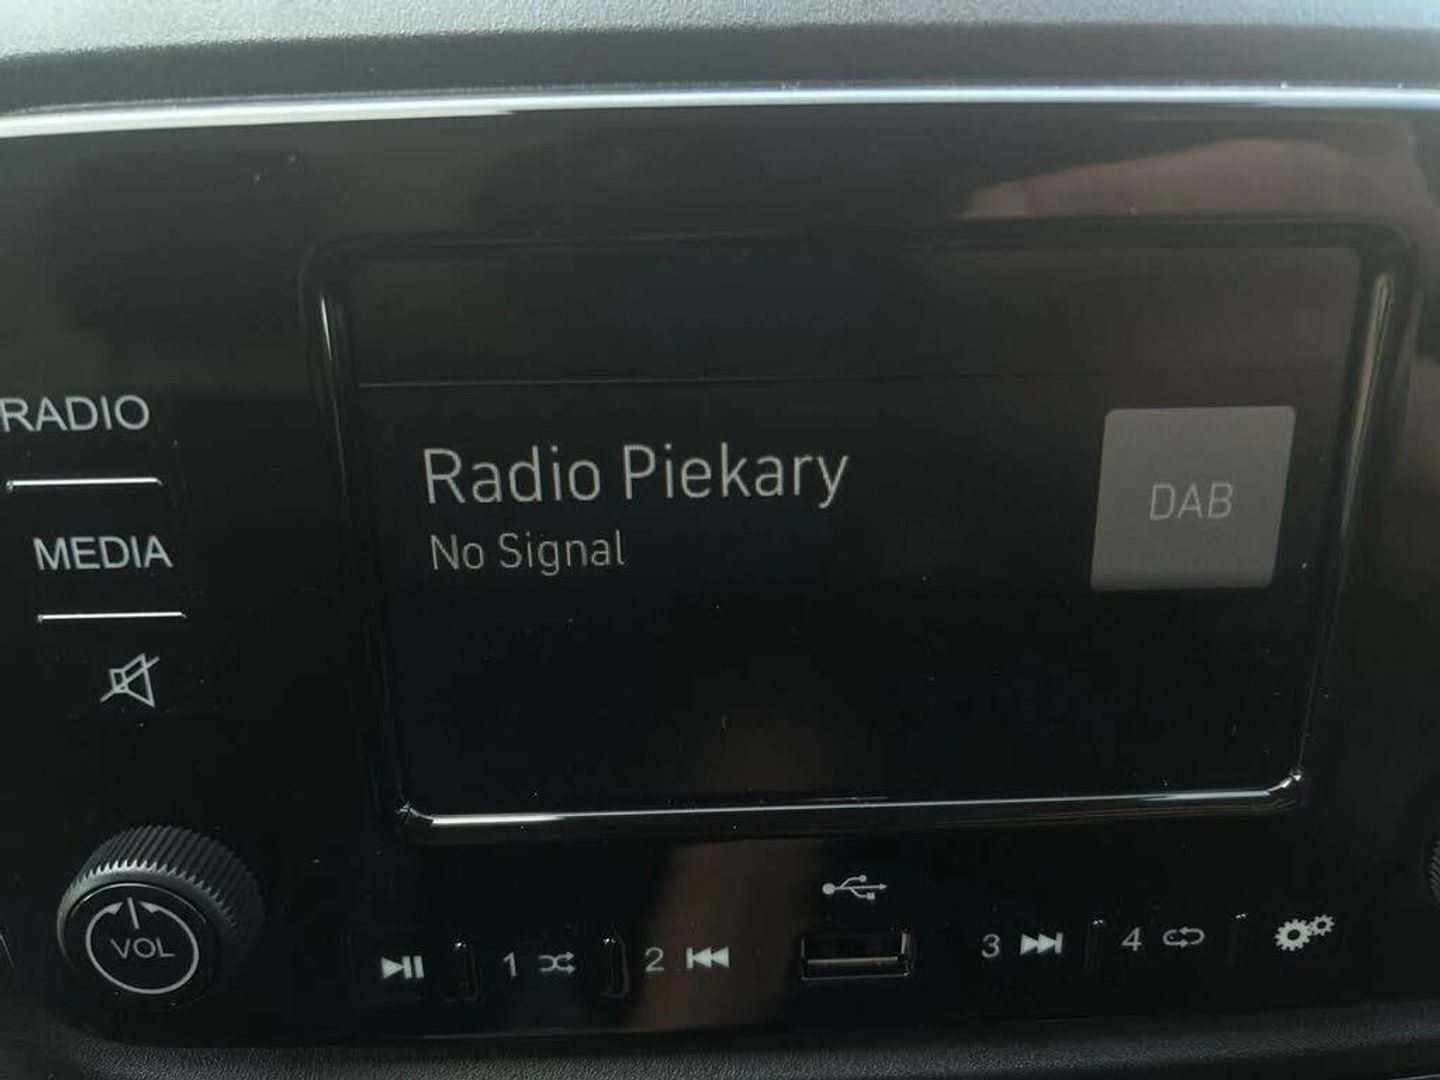 RADIO
MEDIA
Radio Piekary
No Signal
DAB
VOL
1
2
3
4